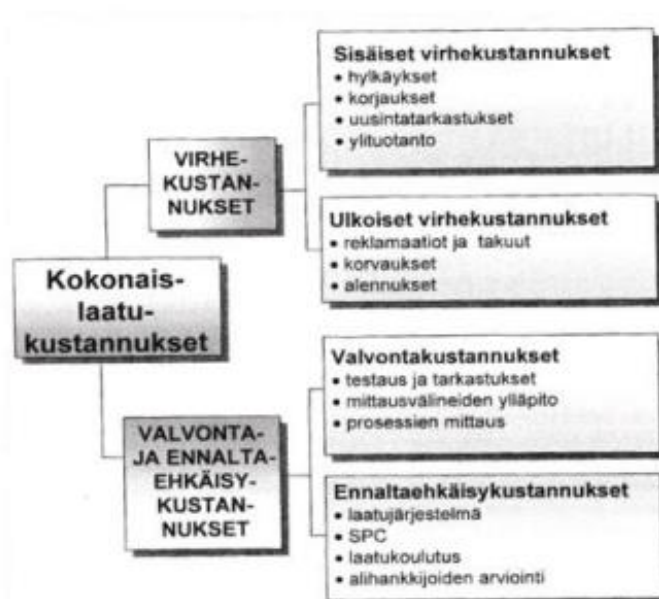 Kokonais-
laatu-
kustannukset
VIRHE-
KUSTAN-
NUKSET
Sisäiset virhekustannukset
• hylkäykset
• korjaukset
• uusintatarkastukset
• ylituotanto
Ulkoiset virhekustannukset
• reklamaatiot ja takuut
• korvaukset
• alennukset
VALVONTA-
JA ENNALTA-
EHKÄISY-
KUSTAN-
NUKSET
Valvontakustannukset
• testaus ja tarkastukset
• mittausvälineiden ylläpito
• prosessien mittaus
Ennaltaehkäisykustannukset
• laatujärjestelmä
• SPC
• laatukoulutus
• alihankkijoiden arviointi